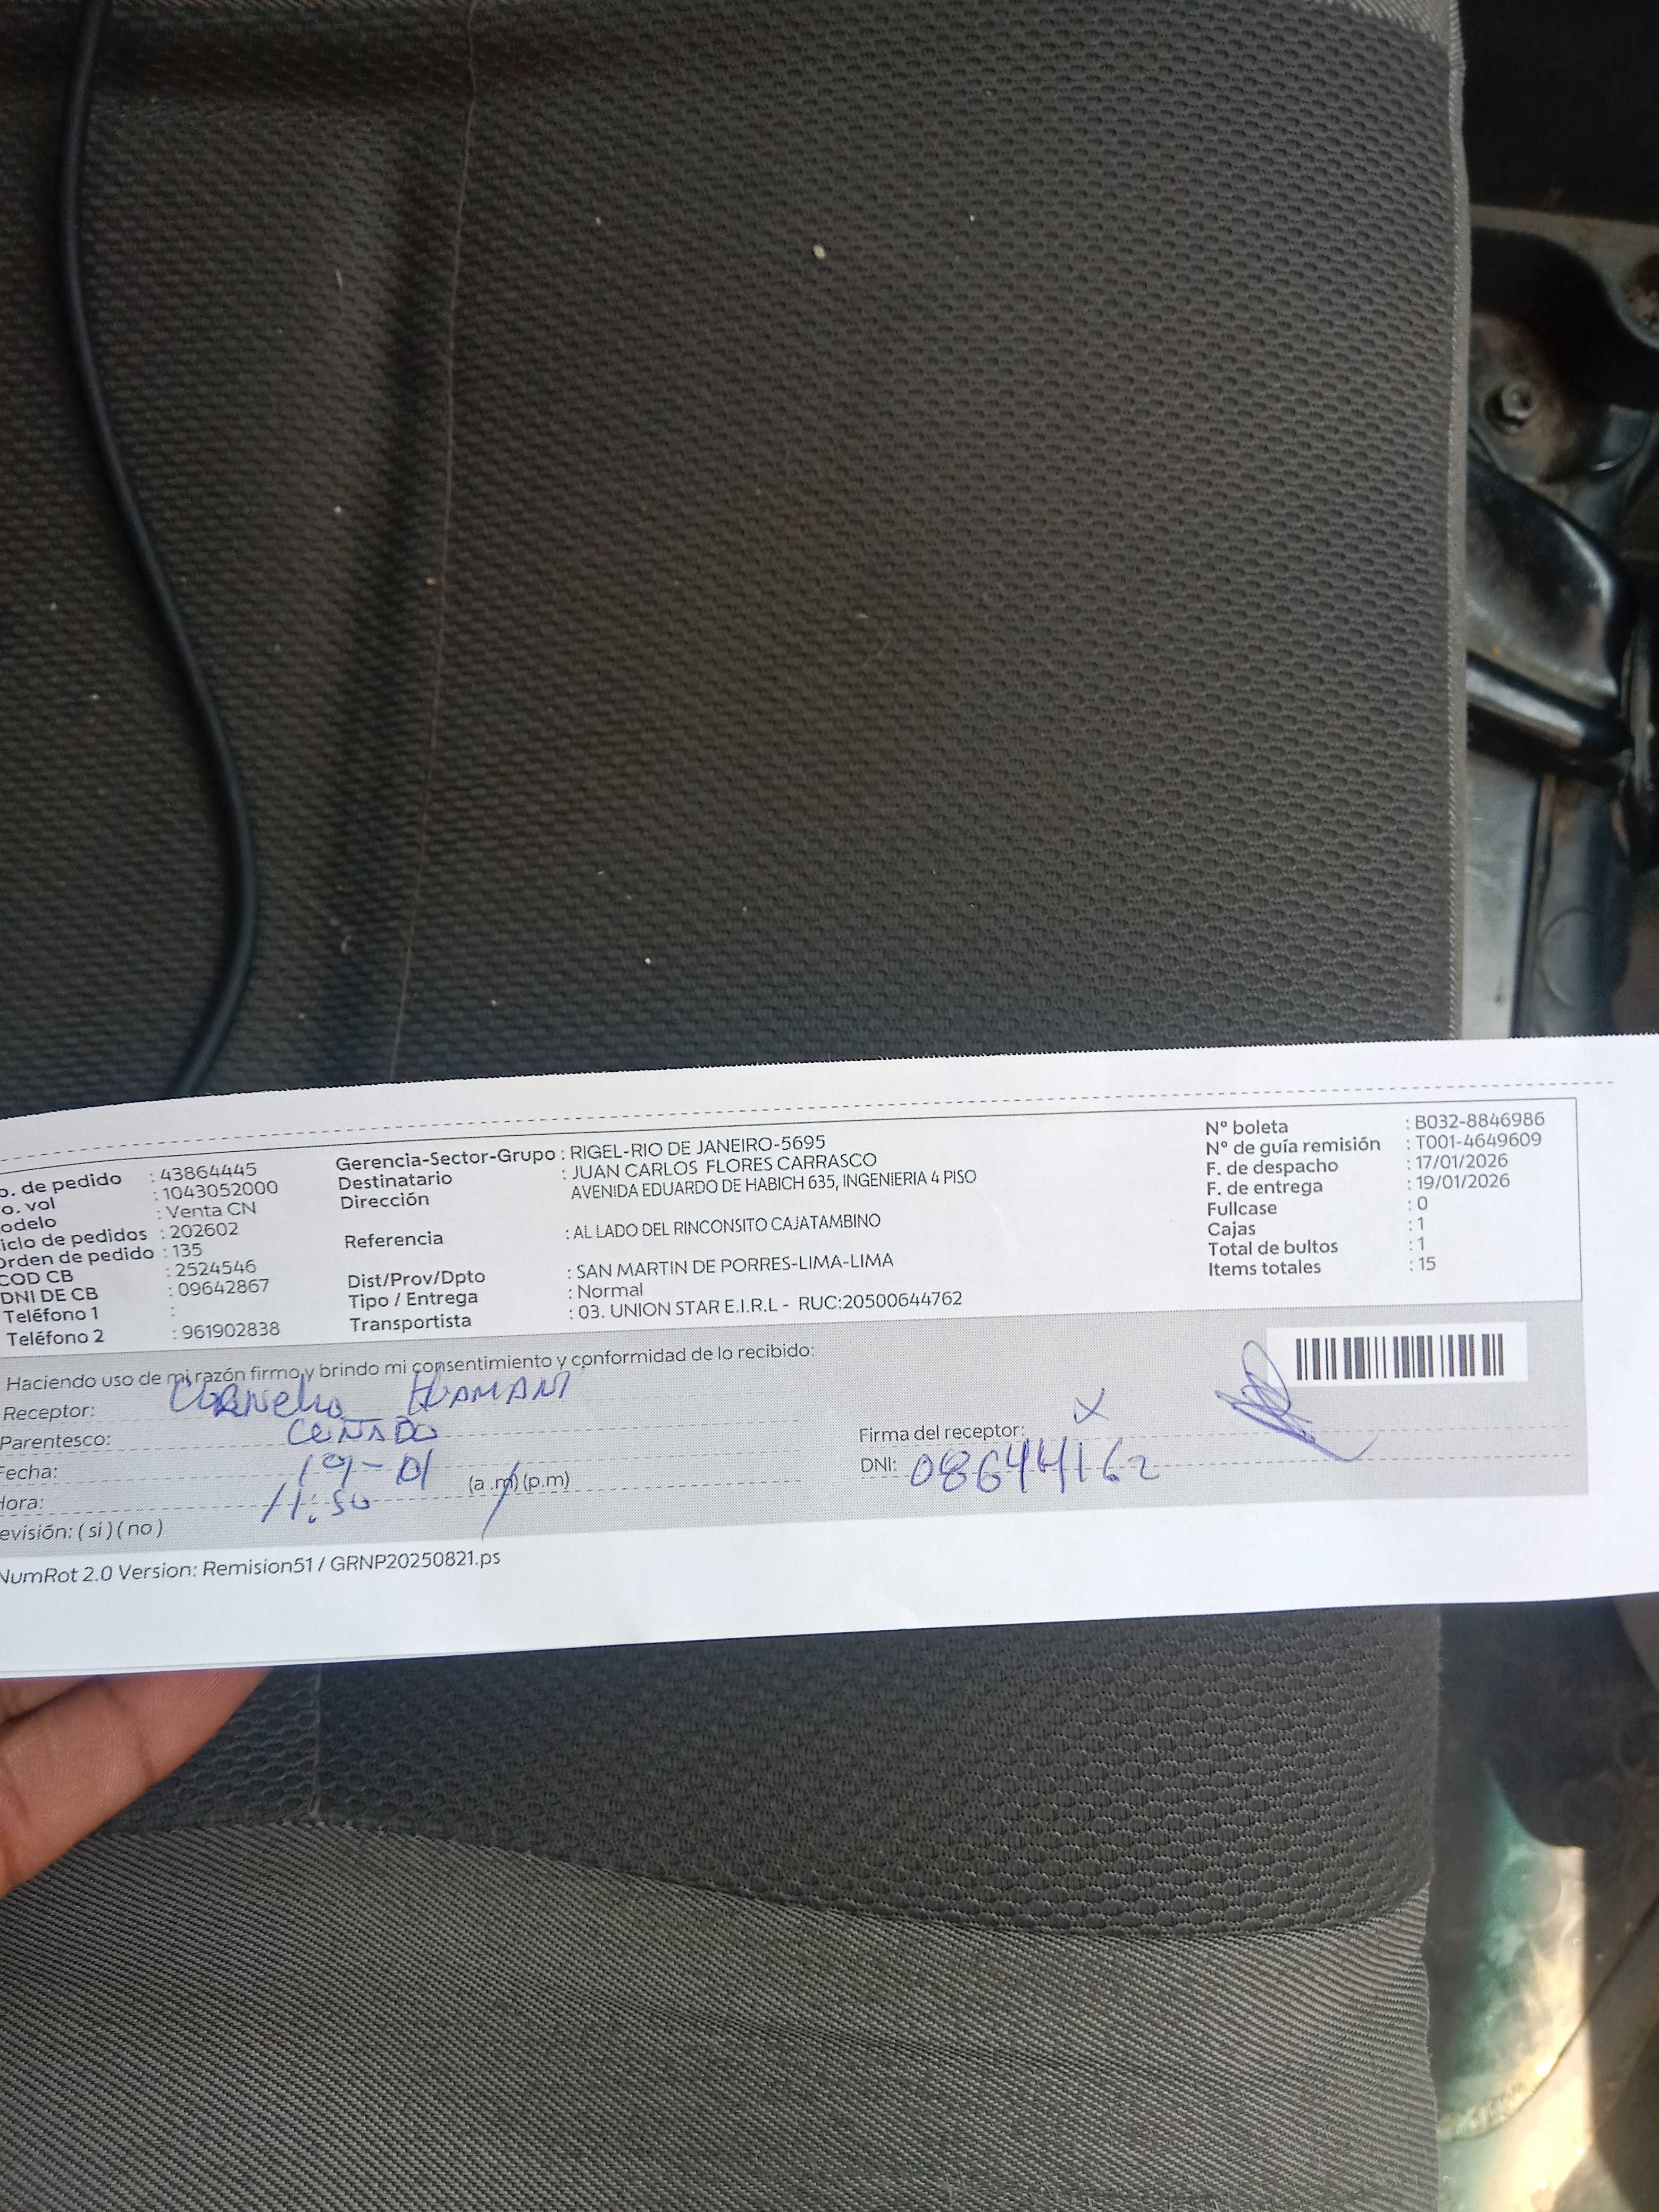 o. de pedido : 43864445
o. vol : 1043052000
odelo : Venta CN
iclo de pedidos : 202602
Orden de pedido : 135
COD CB : 2524546
DNI DE CB : 09642867
Teléfono 1 :
Teléfono 2 : 961902838
Gerencia-Sector-Grupo : RIGEL-RIO DE JANEIRO-5695
Destinatario : JUAN CARLOS FLORES CARRASCO
Dirección AVENIDA EDUARDO DE HABICH 635, INGENIERIA 4 PISO
Referencia : AL LADO DEL RINCONSITO CAJATAMBINO
Dist/Prov/Dpto : SAN MARTIN DE PORRES-LIMA-LIMA
Tipo / Entrega : Normal
Transportista : 03. UNION STAR E.I.R.L - RUC:20500644762
N° boleta : B032-8846986
N° de guía remisión : T001-4649609
F. de despacho : 17/01/2026
F. de entrega : 19/01/2026
Fullcase : 0
Cajas : 1
Total de bultos : 1
Items totales : 15
Haciendo uso de mi razón firmo y brindo mi consentimiento y conformidad de lo recibido:
Receptor: Cornelio HUAMANI
Parentesco: CUÑADO
Fecha: 19-01
Hora: 11:50 (a .m) (p.m)
evisión: ( si ) ( no )
Firma del receptor: X
DNI: 08644162
NumRot 2.0 Version: Remision51 / GRNP20250821.ps